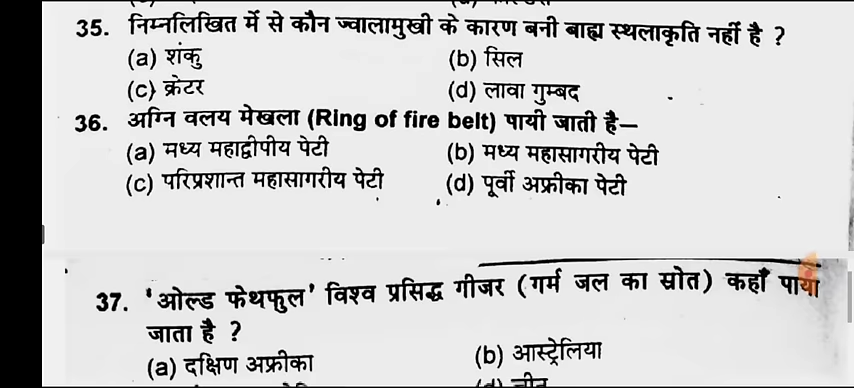 35. निम्नलिखित में से कौन ज्वालामुखी के कारण बनी बाह्य स्थलाकृति नहीं है ?
(a) शंकु (b) सिल
(c) क्रेटर (d) लावा गुम्बद
36. अग्नि वलय मेखला (Ring of fire belt) पायी जाती है—
(a) मध्य महाद्वीपीय पेटी (b) मध्य महासागरीय पेटी
(c) परिप्रशान्त महासागरीय पेटी (d) पूर्वी अफ्रीका पेटी
37. 'ओल्ड फेथफुल' विश्व प्रसिद्ध गीजर (गर्म जल का स्रोत) कहाँ पाया
जाता है ?
(a) दक्षिण अफ्रीका (b) आस्ट्रेलिया
(d) चीन